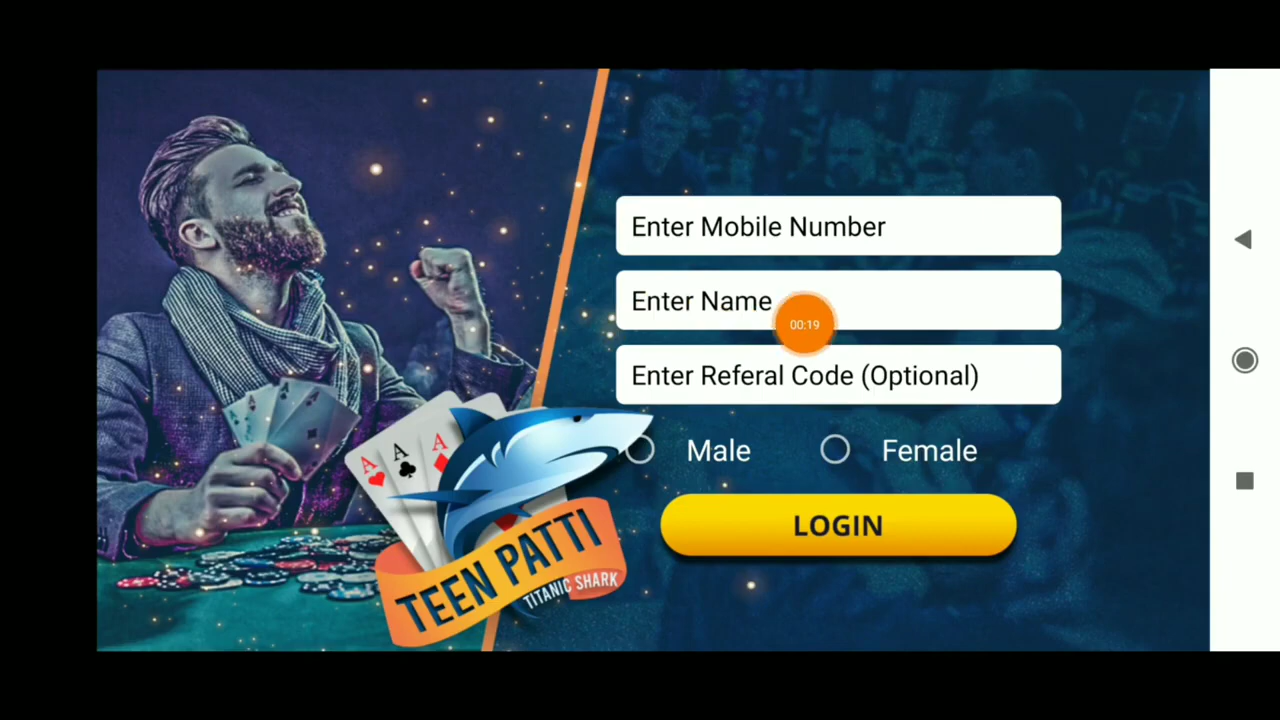 Enter Mobile Number
Enter Name
00:19
Enter Referal Code (Optional)
Male
Female
LOGIN
A
A
A
TEEN PATTI
TITANIC SHARK